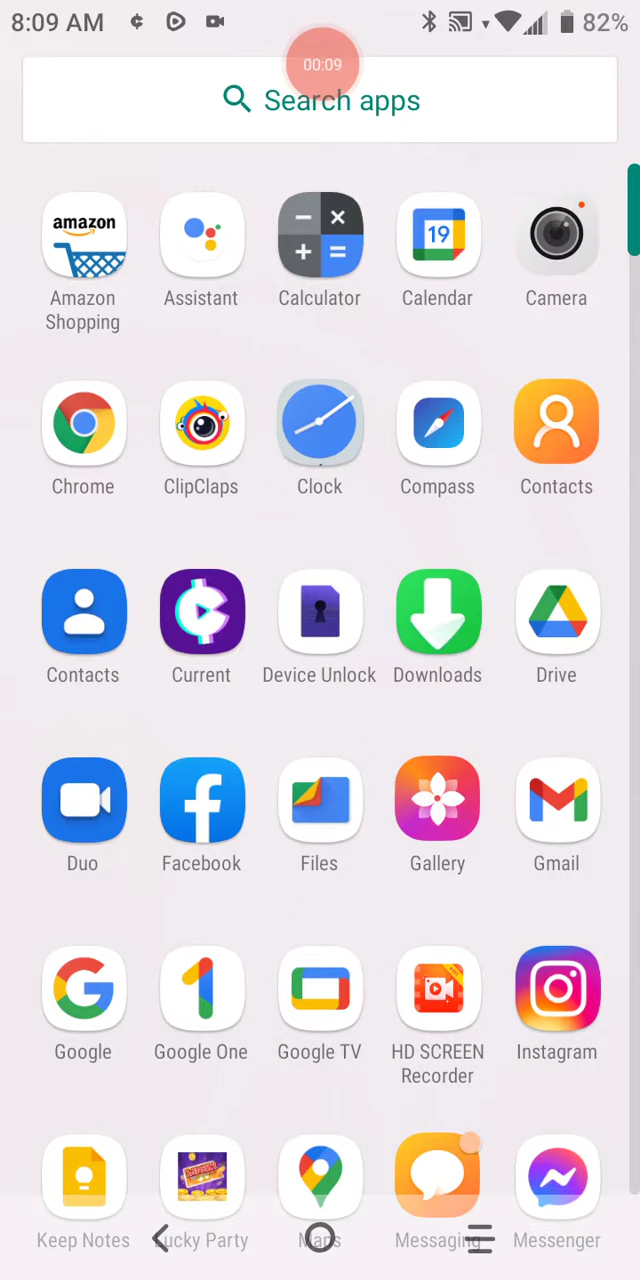 8:09 AM
82%
00:09
Search apps
amazon
19
Amazon
Shopping
Assistant
Calculator
Calendar
Camera
Chrome
ClipClaps
Clock
Compass
Contacts
Contacts
Current
Device Unlock
Downloads
Drive
Duo
Facebook
Files
Gallery
Gmail
Google
Google One
Google TV
HD SCREEN
Recorder
Instagram
Keep Notes
Lucky Party
Maps
Messaging
Messenger